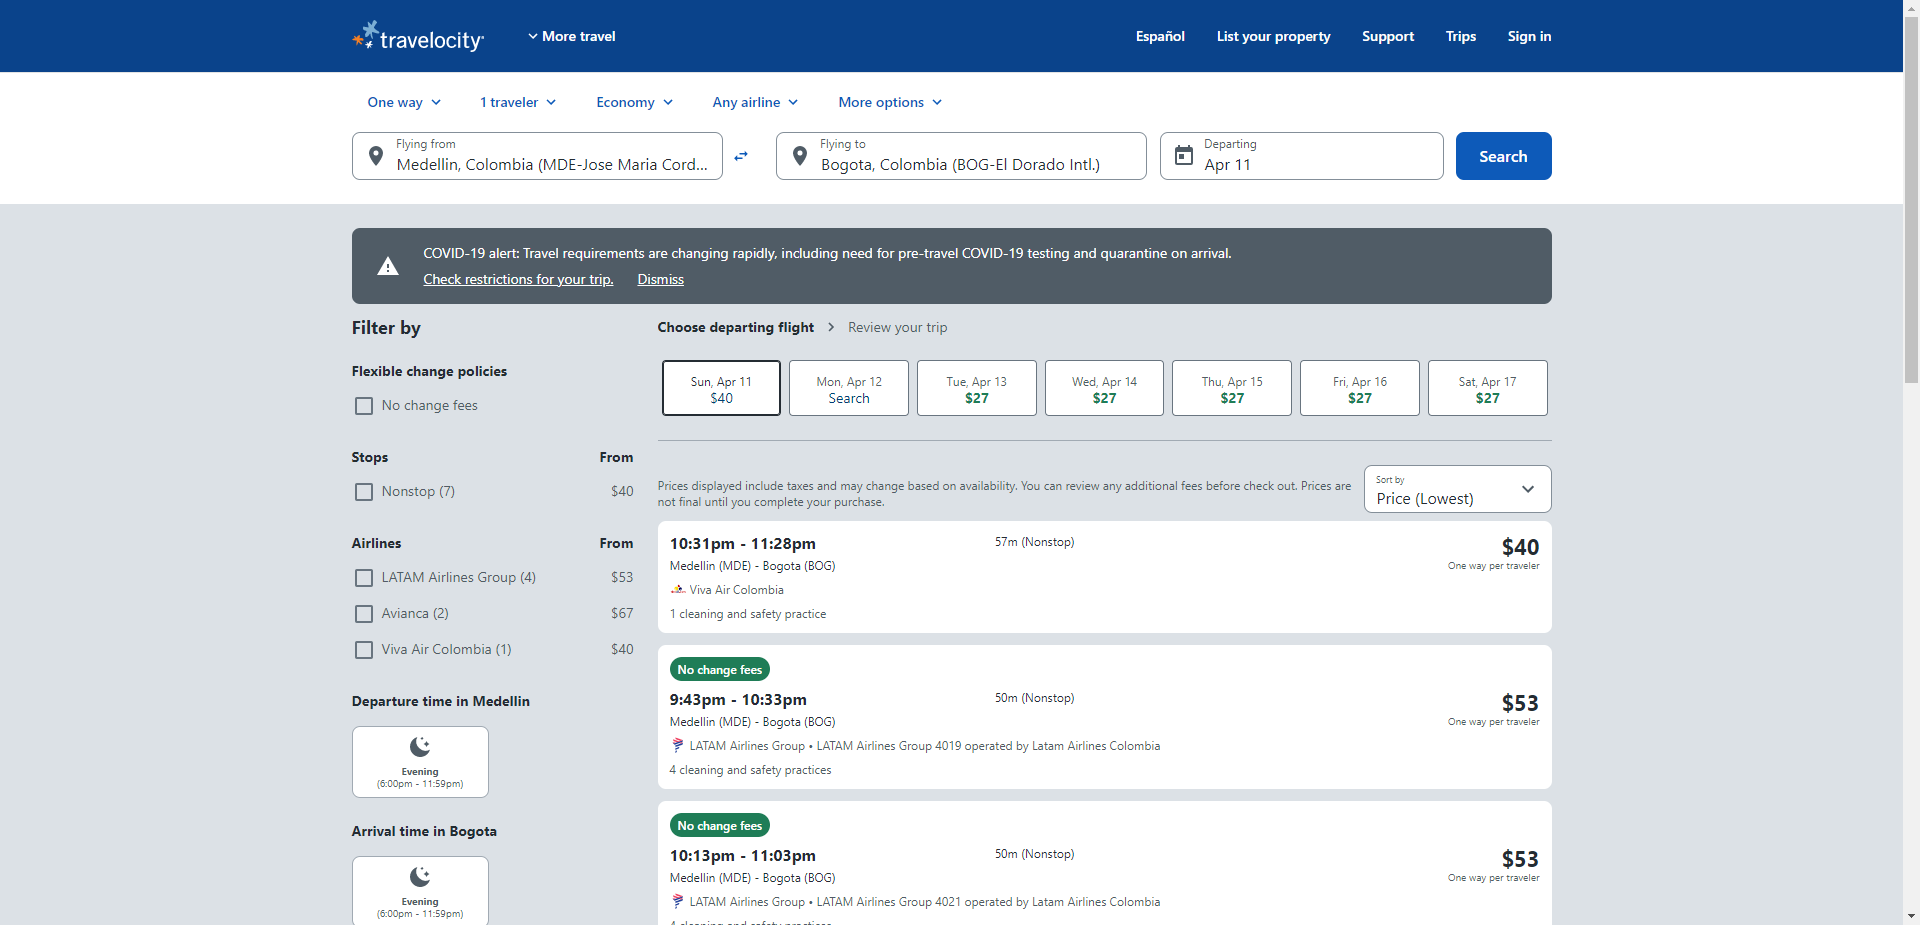 travelocity
More travel
Español
List your property
Support
Trips
Sign in
One way
1 traveler
Economy
Any airline
More options
Flying from
Medellin, Colombia (MDE-Jose Maria Cord...
Flying to
Bogota, Colombia (BOG-El Dorado Intl.)
Departing
Apr 11
Search
COVID-19 alert: Travel requirements are changing rapidly, including need for pre-travel COVID-19 testing and quarantine on arrival.
Check restrictions for your trip.
Dismiss
Filter by
Flexible change policies
No change fees
Stops From
Nonstop (7) $40
Airlines From
LATAM Airlines Group (4) $53
Avianca (2) $67
Viva Air Colombia (1) $40
Departure time in Medellin
Evening
(6:00pm - 11:59pm)
Arrival time in Bogota
Evening
(6:00pm - 11:59pm)
Choose departing flight
Review your trip
Sun, Apr 11
$40
Mon, Apr 12
Search
Tue, Apr 13
$27
Wed, Apr 14
$27
Thu, Apr 15
$27
Fri, Apr 16
$27
Sat, Apr 17
$27
Prices displayed include taxes and may change based on availability. You can review any additional fees before check out. Prices are
not final until you complete your purchase.
Sort by
Price (Lowest)
10:31pm - 11:28pm
57m (Nonstop)
$40
Medellin (MDE) - Bogota (BOG)
One way per traveler
Viva Air Colombia
1 cleaning and safety practice
No change fees
9:43pm - 10:33pm
50m (Nonstop)
$53
Medellin (MDE) - Bogota (BOG)
One way per traveler
LATAM Airlines Group • LATAM Airlines Group 4019 operated by Latam Airlines Colombia
4 cleaning and safety practices
No change fees
10:13pm - 11:03pm
50m (Nonstop)
$53
Medellin (MDE) - Bogota (BOG)
One way per traveler
LATAM Airlines Group • LATAM Airlines Group 4021 operated by Latam Airlines Colombia
4 cleaning and safety practices